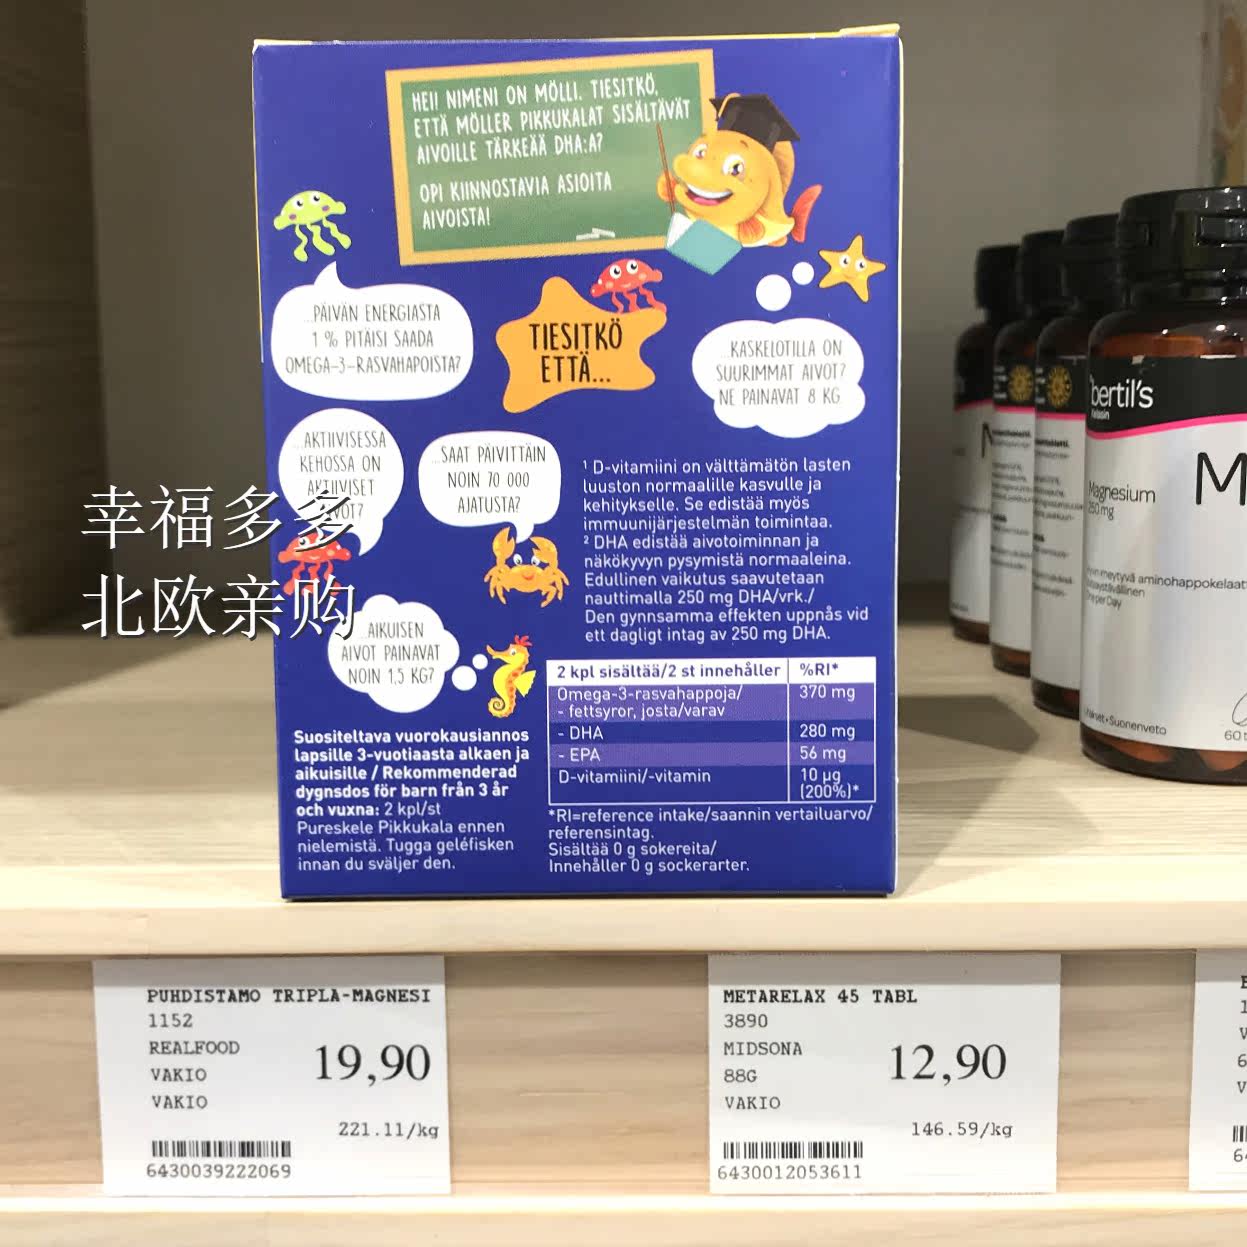 HEI! NIMENI ON MÖLLI. TIESITKÖ,
ETTÄ MÖLLER PIKKUKALAT SISÄLTÄVÄT
AIVOILLE TÄRKEÄÄ DHA:A?
OPI KIINNOSTAVIA ASIOITA
AIVOISTA!
...PÄIVÄN ENERGIASTA
1 % PITÄISI SAADA
OMEGA-3-RASVAHAPOISTA?
TIESITKÖ
ETTÄ...
...KASKELOTILLA ON
SUURIMMAT AIVOT?
NE PAINAVAT 8 KG.
...AKTIIVISESSA
KEHOSSA ON
AKTIIVISET
...SAAT PÄIVITTÄIN
NOIN 70 000
AJATUSTA?
幸福多多
北欧亲购
...AIKUISEN
AIVOT PAINAVAT
NOIN 1,5 KG?
¹ D-vitamiini on välttämätön lasten
luuston normaalille kasvulle ja
kehitykselle. Se edistää myös
immuunijärjestelmän toimintaa.
² DHA edistää aivotoiminnan ja
näkökyvyn pysymistä normaaleina.
Edullinen vaikutus saavutetaan
nauttimalla 250 mg DHA/vrk./
Den gynnsamma effekten uppnås vid
ett dagligt intag av 250 mg DHA.
2 kpl sisältää/2 st innehåller %RI*
Omega-3-rasvahappoja/ 370 mg
- fettsyror, josta/varav
- DHA 280 mg
- EPA 56 mg
D-vitamiini/-vitamin 10 µg
(200%)*
*RI=reference intake/saannin vertailuarvo/
referensintag.
Sisältää 0 g sokereita/
Innehåller 0 g sockerarter.
Suositeltava vuorokausiannos
lapsille 3-vuotiaasta alkaen ja
aikuisille / Rekommenderad
dygnsdos för barn från 3 år
och vuxna: 2 kpl/st
Pureskele Pikkukala ennen
nielemistä. Tugga geléfisken
innan du sväljer den.
bertil's
Magnesium
250 mg
M
PUHDISTAMO TRIPLA-MAGNESI
1152
REALFOOD
VAKIO
VAKIO
19,90
221.11/kg
6430039222069
METARELAX 45 TABL
3890
MIDSONA
88G
VAKIO
12,90
146.59/kg
6430012053611